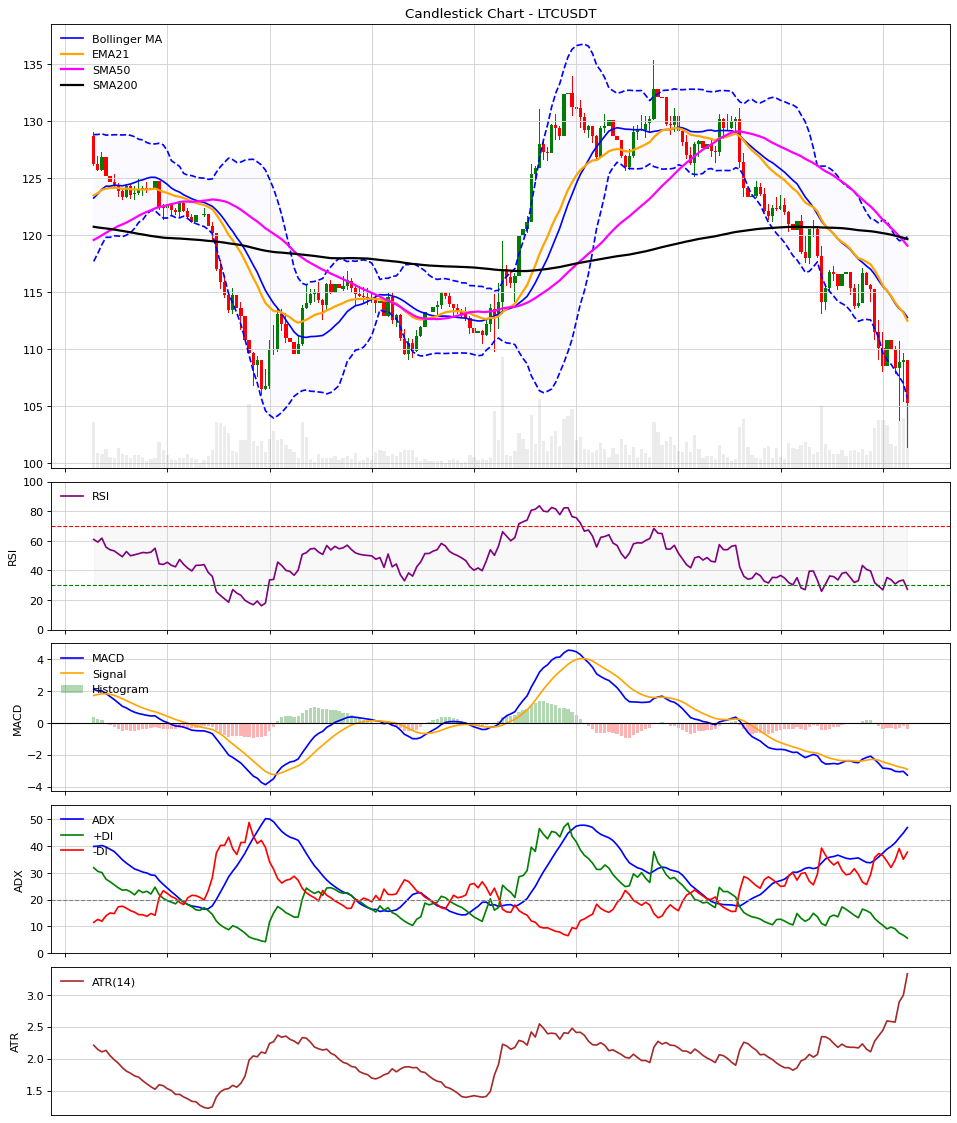 Candlestick Chart - LTCUSDT
Bollinger MA
EMA21
SMA50
SMA200
135
130
125
120
115
110
105
100
RSI
100
80
60
40
20
0
RSI
MACD
Signal
Histogram
4
2
0
−2
−4
MACD
ADX
+DI
-DI
50
40
30
20
10
0
ADX
ATR(14)
3.0
2.5
2.0
1.5
ATR